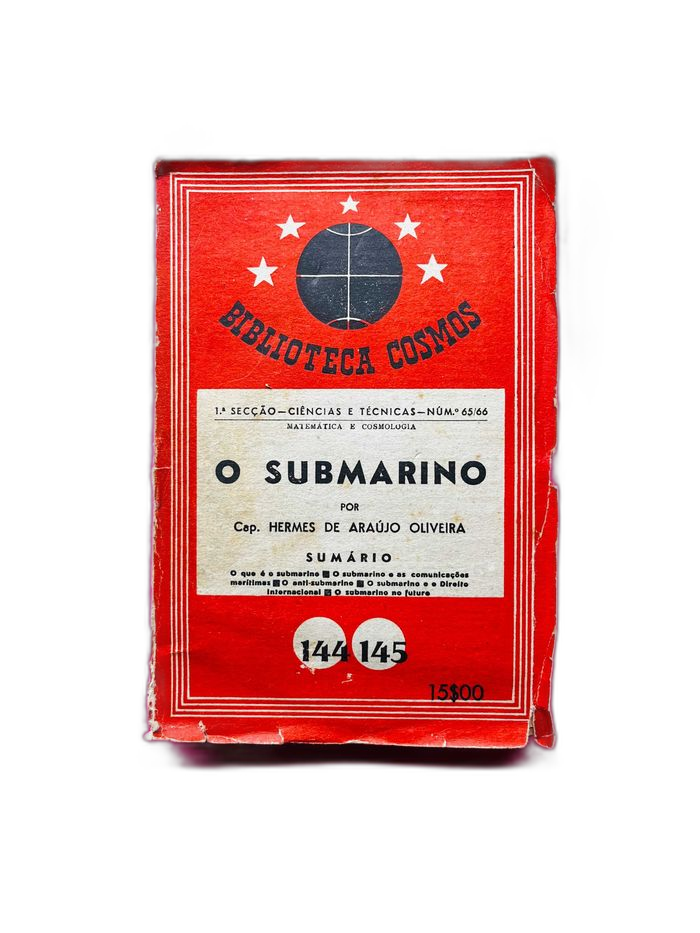 BIBLIOTECA COSMOS
1.ª SECÇÃO—CIÊNCIAS E TÉCNICAS—NÚM.º 65/66
MATEMÁTICA E COSMOLOGIA
O SUBMARINO
POR
Cap. HERMES DE ARAÚJO OLIVEIRA
SUMÁRIO
O que é o submarino ■ O submarino e as comunicações
marítimas ■ O anti-submarino ■ O submarino e o Direito
Internacional ■ O submarino no futuro
144 145
15$00